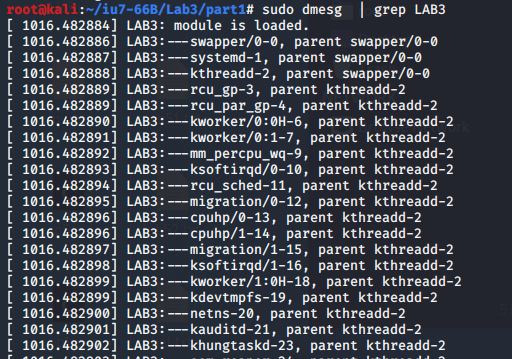 root@kali:~/iu7-66B/Lab3/part1# sudo dmesg | grep LAB3
[ 1016.482884] LAB3: module is loaded.
[ 1016.482886] LAB3:---swapper/0-0, parent swapper/0-0
[ 1016.482887] LAB3:---systemd-1, parent swapper/0-0
[ 1016.482888] LAB3:---kthreadd-2, parent swapper/0-0
[ 1016.482889] LAB3:---rcu_gp-3, parent kthreadd-2
[ 1016.482889] LAB3:---rcu_par_gp-4, parent kthreadd-2
[ 1016.482890] LAB3:---kworker/0:0H-6, parent kthreadd-2
[ 1016.482891] LAB3:---kworker/0:1-7, parent kthreadd-2
[ 1016.482892] LAB3:---mm_percpu_wq-9, parent kthreadd-2
[ 1016.482893] LAB3:---ksoftirqd/0-10, parent kthreadd-2
[ 1016.482894] LAB3:---rcu_sched-11, parent kthreadd-2
[ 1016.482895] LAB3:---migration/0-12, parent kthreadd-2
[ 1016.482896] LAB3:---cpuhp/0-13, parent kthreadd-2
[ 1016.482896] LAB3:---cpuhp/1-14, parent kthreadd-2
[ 1016.482897] LAB3:---migration/1-15, parent kthreadd-2
[ 1016.482898] LAB3:---ksoftirqd/1-16, parent kthreadd-2
[ 1016.482899] LAB3:---kworker/1:0H-18, parent kthreadd-2
[ 1016.482899] LAB3:---kdevtmpfs-19, parent kthreadd-2
[ 1016.482900] LAB3:---netns-20, parent kthreadd-2
[ 1016.482901] LAB3:---kauditd-21, parent kthreadd-2
[ 1016.482902] LAB3:---khungtaskd-23, parent kthreadd-2